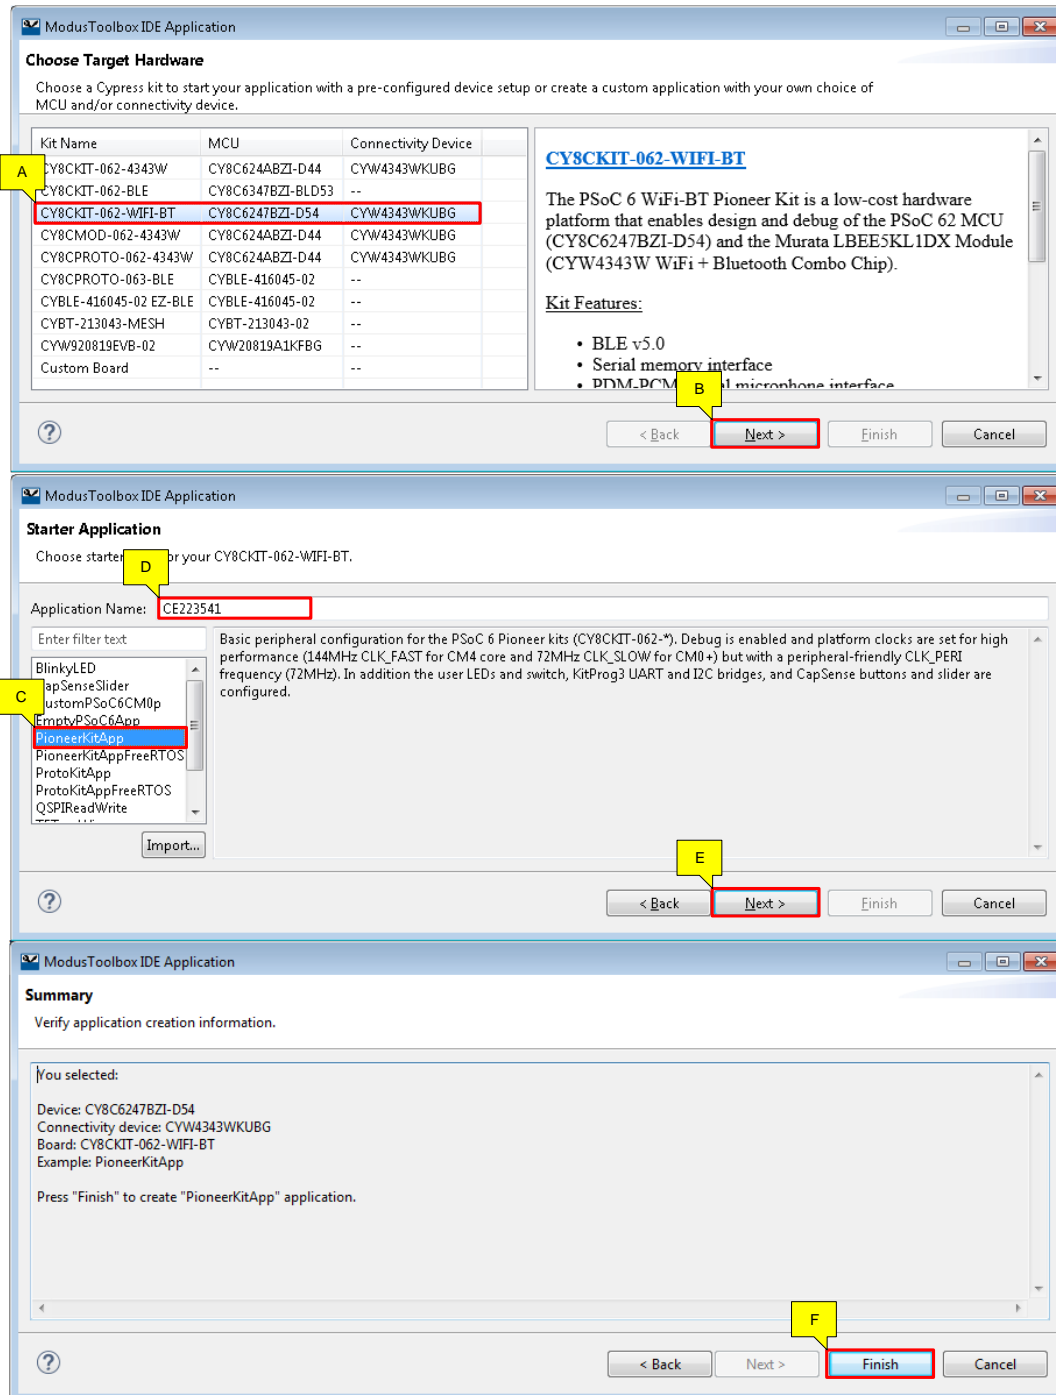 ModusToolbox IDE Application
Choose Target Hardware
Choose a Cypress kit to start your application with a pre-configured device setup or create a custom application with your own choice of
MCU and/or connectivity device.
Kit Name MCU Connectivity Device
A
CY8CKIT-062-4343W CY8C624ABZI-D44 CYW4343WKUBG
CY8CKIT-062-BLE CY8C6347BZI-BLD53 --
CY8CKIT-062-WIFI-BT CY8C6247BZI-D54 CYW4343WKUBG
CY8CMOD-062-4343W CY8C624ABZI-D44 CYW4343WKUBG
CY8CPROTO-062-4343W CY8C624ABZI-D44 CYW4343WKUBG
CY8CPROTO-063-BLE CYBLE-416045-02 --
CYBLE-416045-02 EZ-BLE CYBLE-416045-02 --
CYBT-213043-MESH CYBT-213043-02 --
CYW920819EVB-02 CYW20819A1KFBG --
Custom Board -- --
CY8CKIT-062-WIFI-BT
The PSoC 6 WiFi-BT Pioneer Kit is a low-cost hardware
platform that enables design and debug of the PSoC 62 MCU
(CY8C6247BZI-D54) and the Murata LBEE5KL1DX Module
(CYW4343W WiFi + Bluetooth Combo Chip).
Kit Features:
• BLE v5.0
• Serial memory interface
• PDM-PCM microphone interface
B
< Back Next > Finish Cancel
ModusToolbox IDE Application
Starter Application
Choose starter for your CY8CKIT-062-WIFI-BT.
D
Application Name: CE223541
Enter filter text
BlinkyLED
CapSenseSlider
CustomPSoC6CM0p
C
EmptyPSoC6App
PioneerKitApp
PioneerKitAppFreeRTOS
ProtoKitApp
ProtoKitAppFreeRTOS
QSPIReadWrite
Import...
Basic peripheral configuration for the PSoC 6 Pioneer kits (CY8CKIT-062-*). Debug is enabled and platform clocks are set for high
performance (144MHz CLK_FAST for CM4 core and 72MHz CLK_SLOW for CM0+) but with a peripheral-friendly CLK_PERI
frequency (72MHz). In addition the user LEDs and switch, KitProg3 UART and I2C bridges, and CapSense buttons and slider are
configured.
E
< Back Next > Finish Cancel
ModusToolbox IDE Application
Summary
Verify application creation information.
You selected:
Device: CY8C6247BZI-D54
Connectivity device: CYW4343WKUBG
Board: CY8CKIT-062-WIFI-BT
Example: PioneerKitApp
Press "Finish" to create "PioneerKitApp" application.
F
< Back Next > Finish Cancel